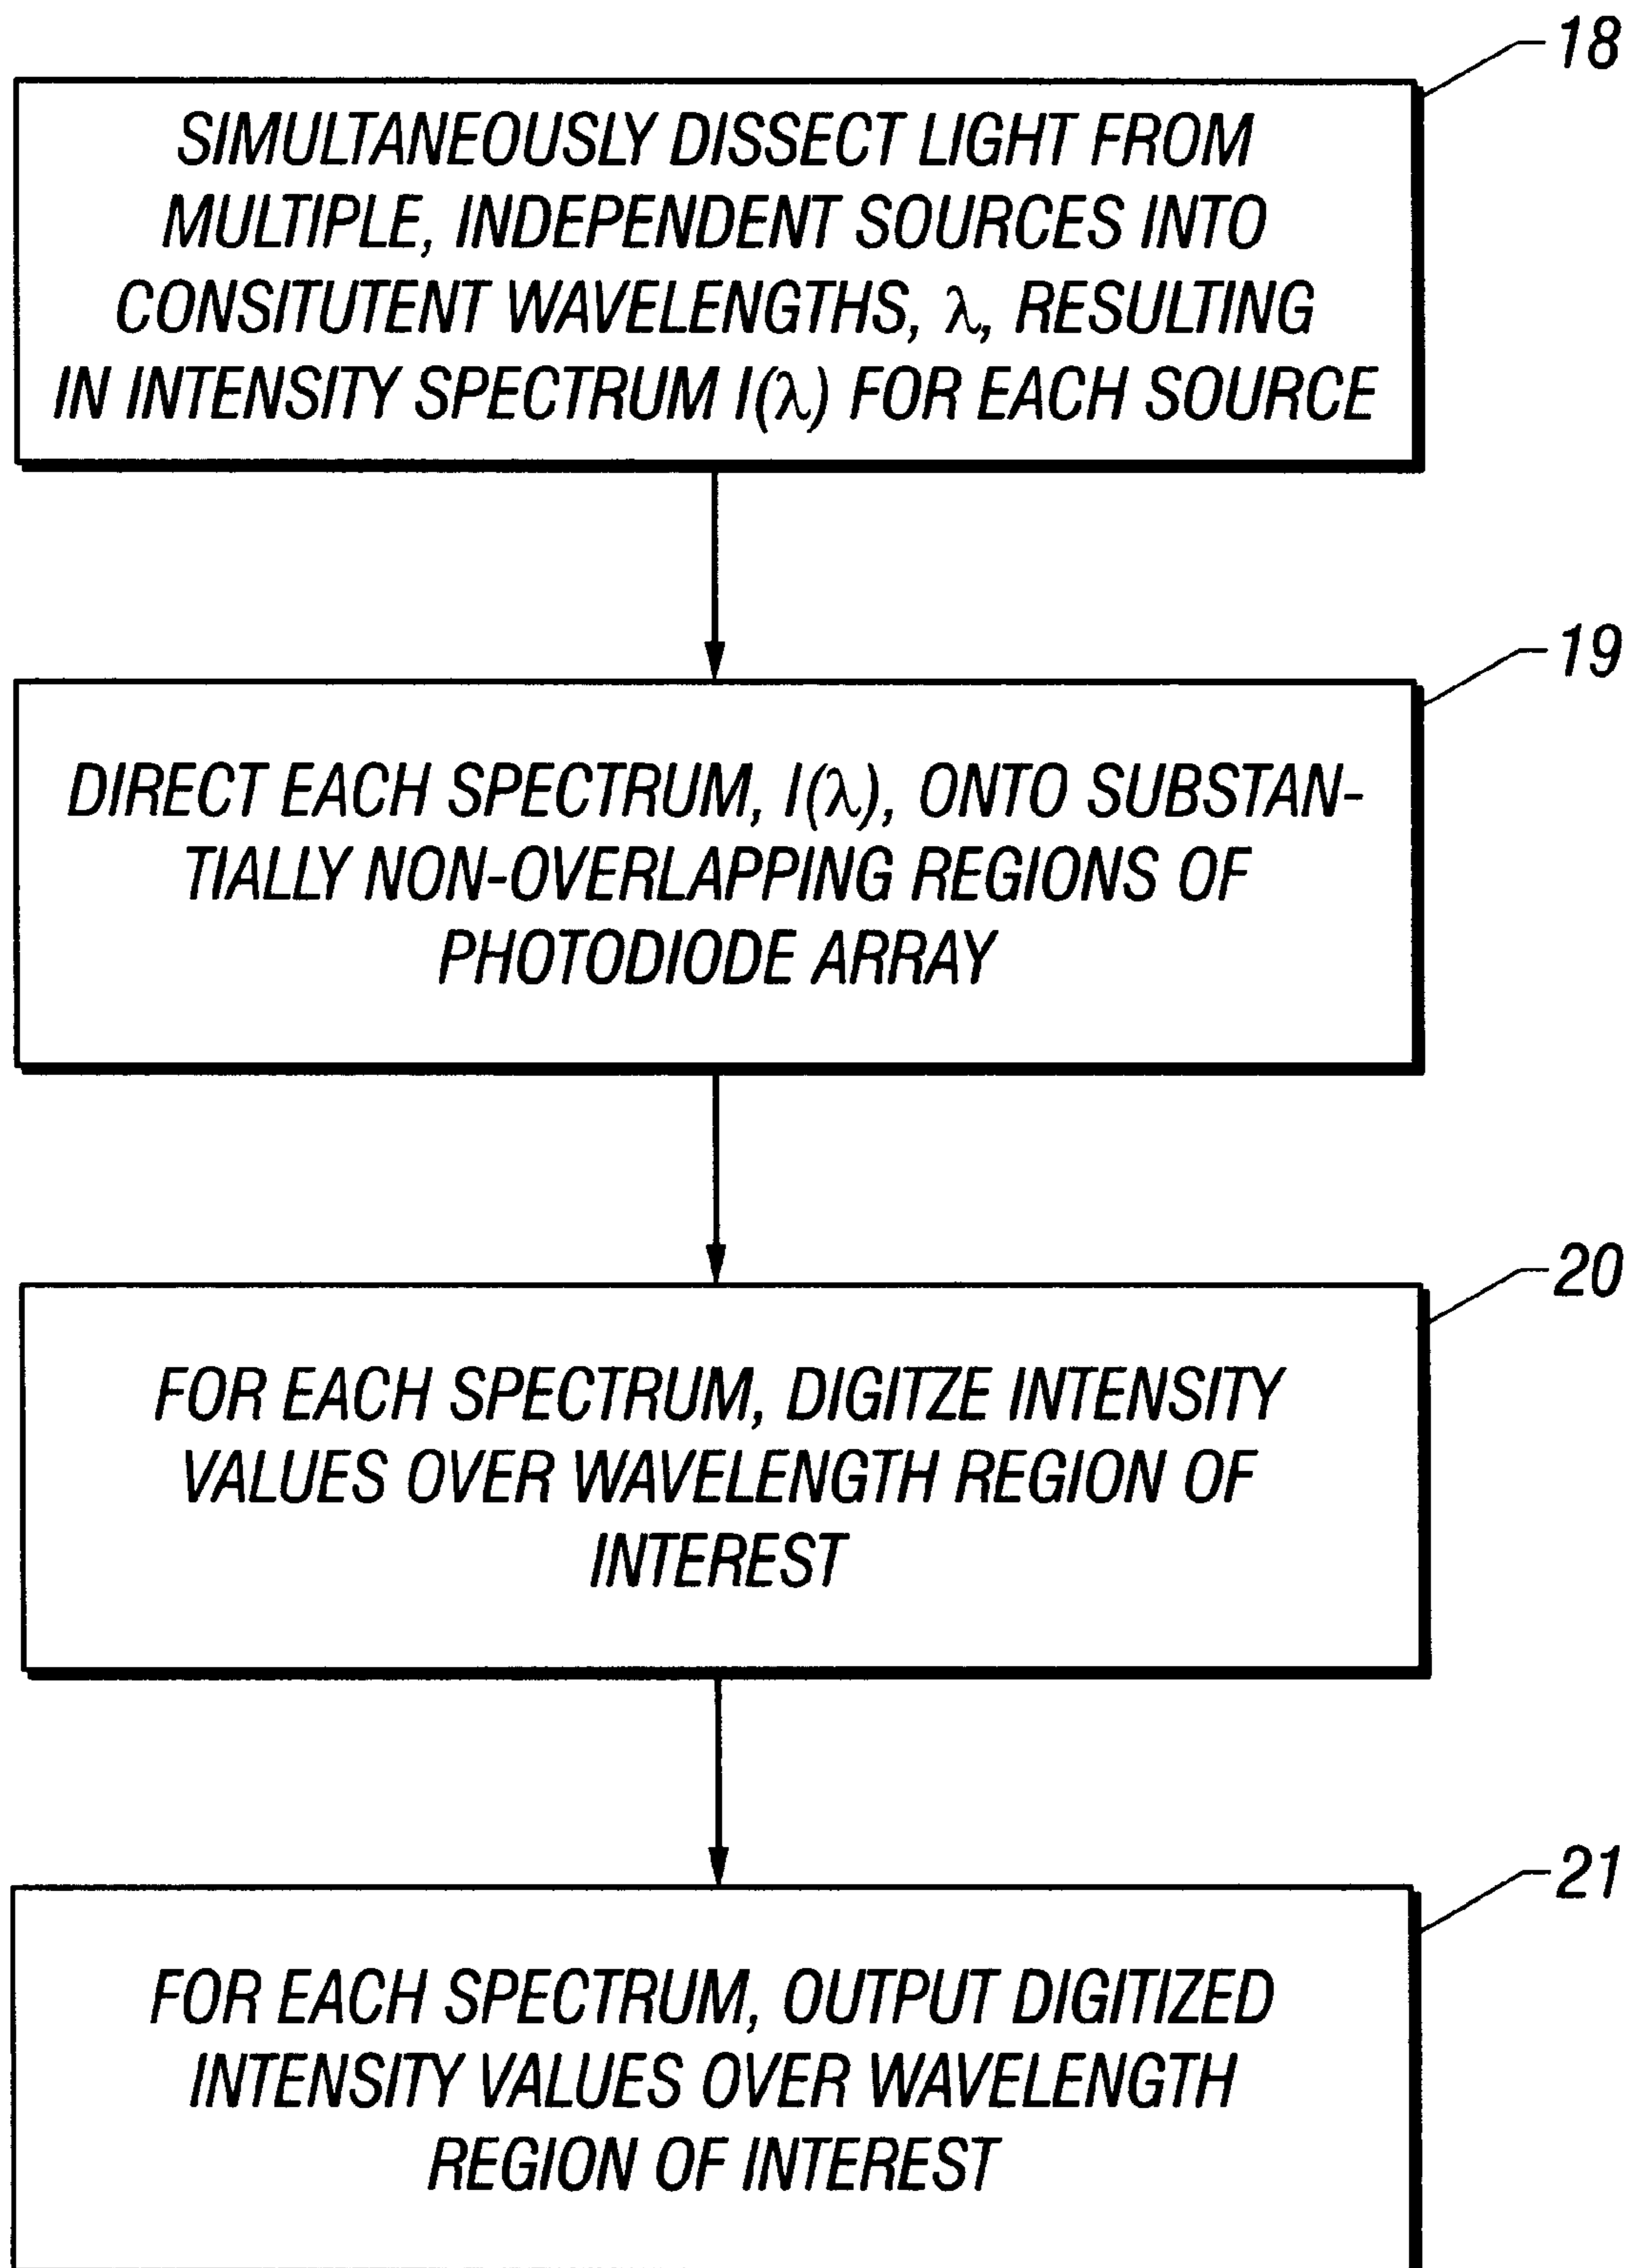 18
SIMULTANEOUSLY DISSECT LIGHT FROM
MULTIPLE, INDEPENDENT SOURCES INTO
CONSITUTENT WAVELENGTHS, λ, RESULTING
IN INTENSITY SPECTRUM I(λ) FOR EACH SOURCE
19
DIRECT EACH SPECTRUM, I(λ), ONTO SUBSTAN-
TIALLY NON-OVERLAPPING REGIONS OF
PHOTODIODE ARRAY
20
FOR EACH SPECTRUM, DIGITZE INTENSITY
VALUES OVER WAVELENGTH REGION OF
INTEREST
21
FOR EACH SPECTRUM, OUTPUT DIGITIZED
INTENSITY VALUES OVER WAVELENGTH
REGION OF INTEREST